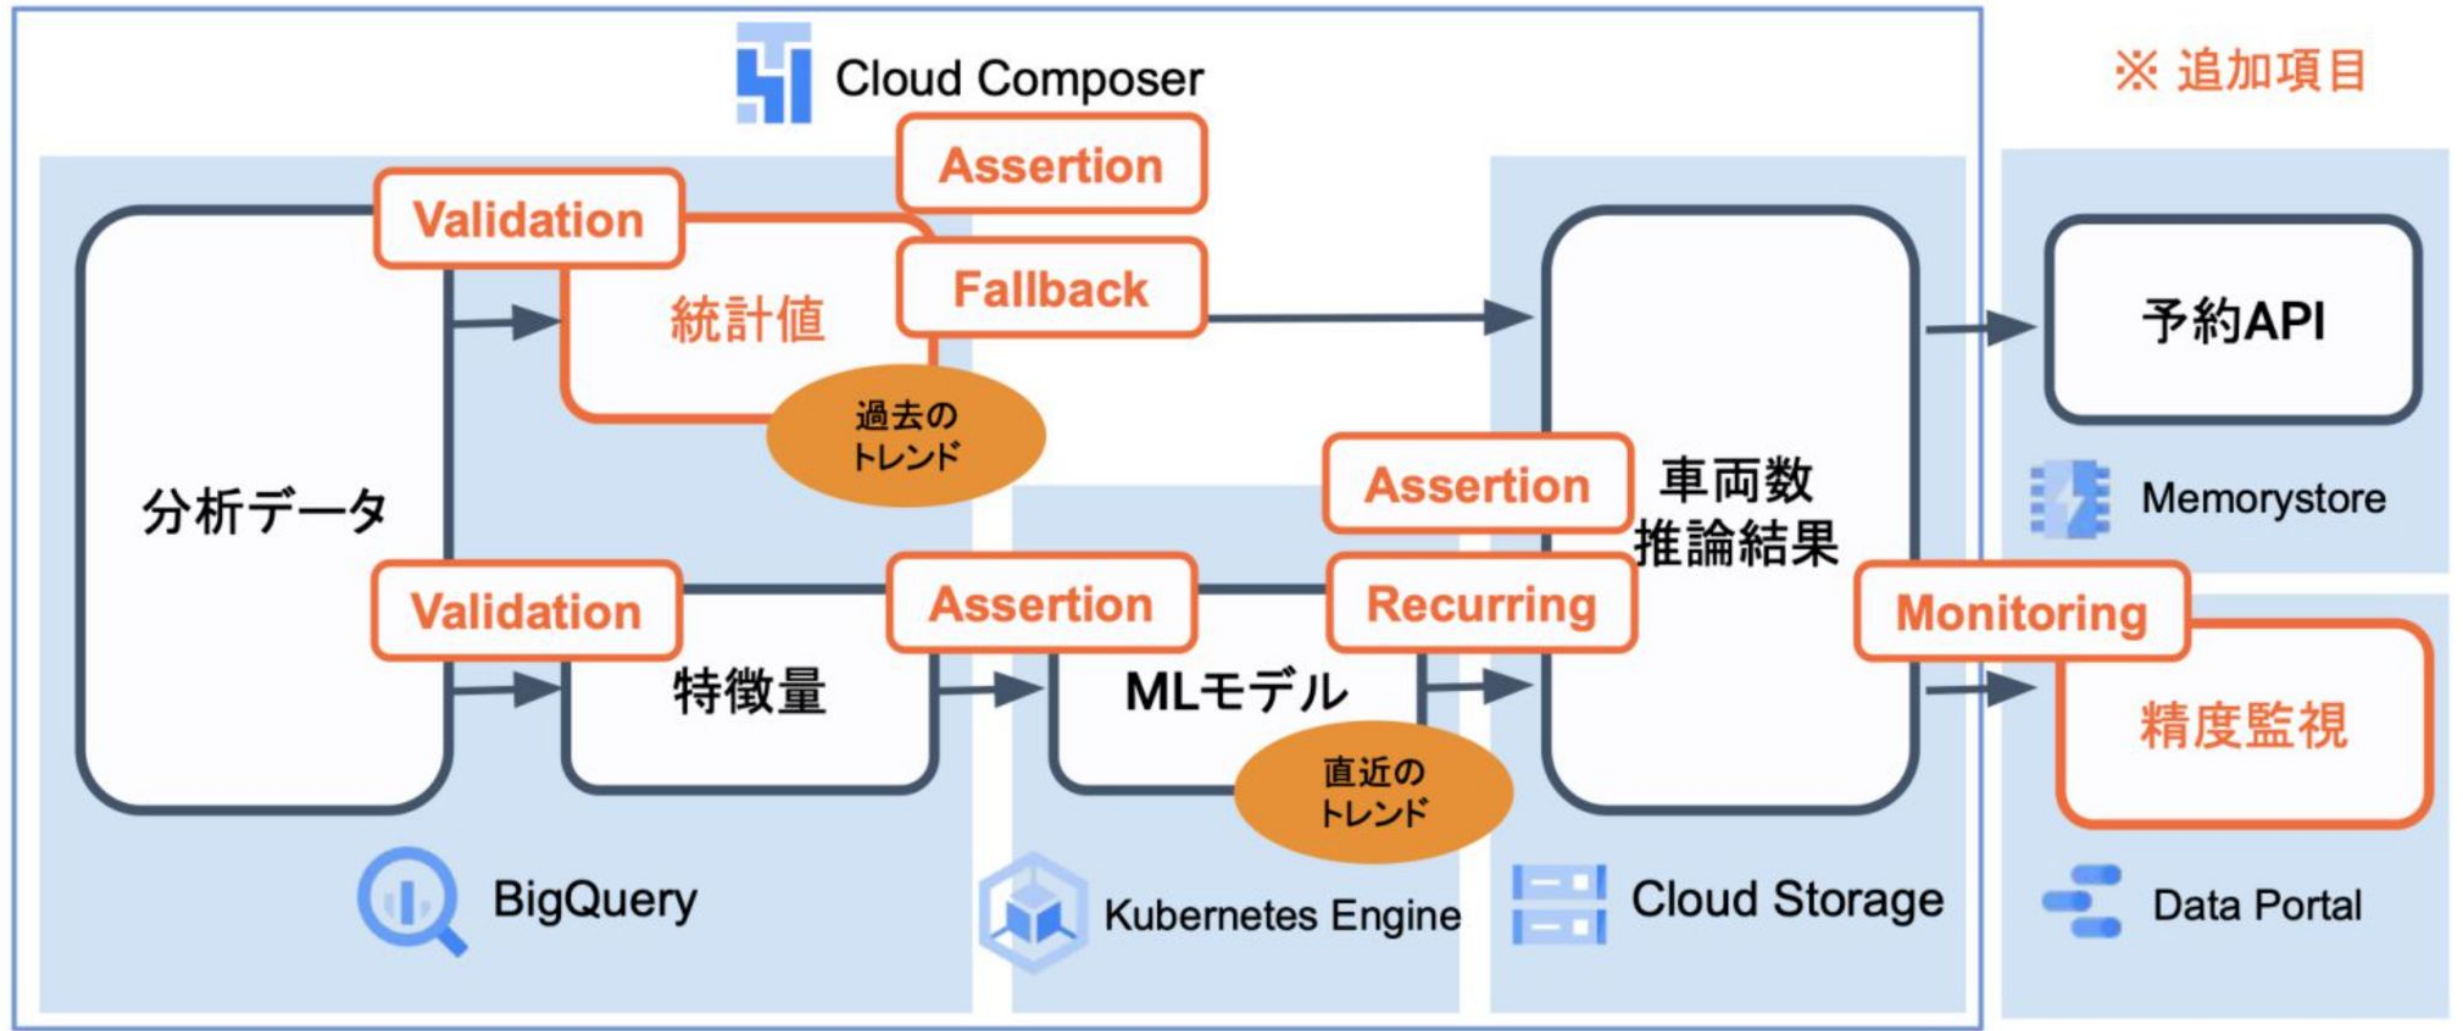 Cloud Composer
※ 追加項目
Assertion
Validation
Fallback
統計値
過去の
トレンド
予約API
Memorystore
分析データ
Assertion
車両数
推論結果
Validation
Assertion
Recurring
Monitoring
特徴量
MLモデル
直近の
トレンド
精度監視
BigQuery
Kubernetes Engine
Cloud Storage
Data Portal